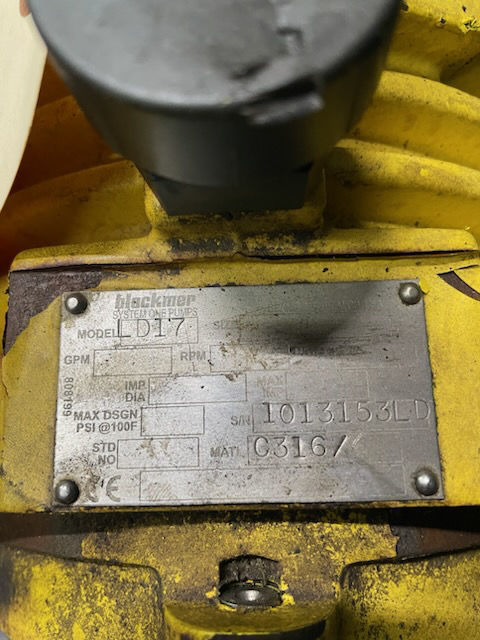 blackmer
SYSTEM ONE PUMPS
MODEL LD17
GPM RPM
IMP DIA
MAX DSGN PSI @100F S/N 1013153LD
STD NO MAT'L C316/
CE
808199